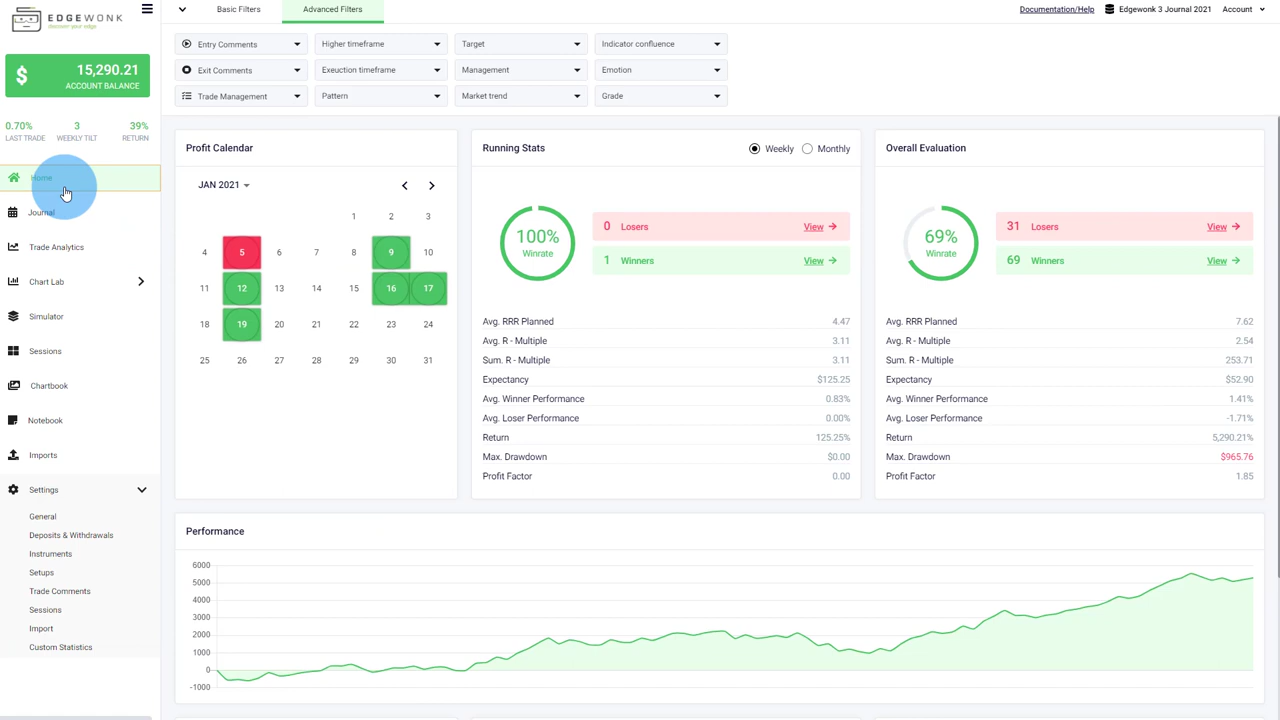 EDGEWONK
discover your edge
$
15,290.21
ACCOUNT BALANCE
0.70%
LAST TRADE
3
WEEKLY TILT
39%
RETURN
Home
Journal
Trade Analytics
Chart Lab
Simulator
Sessions
Chartbook
Notebook
Imports
Settings
General
Deposits & Withdrawals
Instruments
Setups
Trade Comments
Sessions
Import
Custom Statistics
Basic Filters
Advanced Filters
Documentation/Help
Edgewonk 3 Journal 2021
Account
Entry Comments
Higher timeframe
Target
Indicator confluence
Exit Comments
Exeuction timeframe
Management
Emotion
Trade Management
Pattern
Market trend
Grade
Profit Calendar
JAN 2021
1 2 3
4 5 6 7 8 9 10
11 12 13 14 15 16 17
18 19 20 21 22 23 24
25 26 27 28 29 30 31
Running Stats
Weekly
Monthly
100%
Winrate
0 Losers View
1 Winners View
Avg. RRR Planned 4.47
Avg. R - Multiple 3.11
Sum. R - Multiple 3.11
Expectancy $125.25
Avg. Winner Performance 0.83%
Avg. Loser Performance 0.00%
Return 125.25%
Max. Drawdown $0.00
Profit Factor 0.00
Overall Evaluation
69%
Winrate
31 Losers View
69 Winners View
Avg. RRR Planned 7.62
Avg. R - Multiple 2.54
Sum. R - Multiple 253.71
Expectancy $52.90
Avg. Winner Performance 1.41%
Avg. Loser Performance -1.71%
Return 5,290.21%
Max. Drawdown $965.76
Profit Factor 1.85
Performance
6000
5000
4000
3000
2000
1000
0
-1000